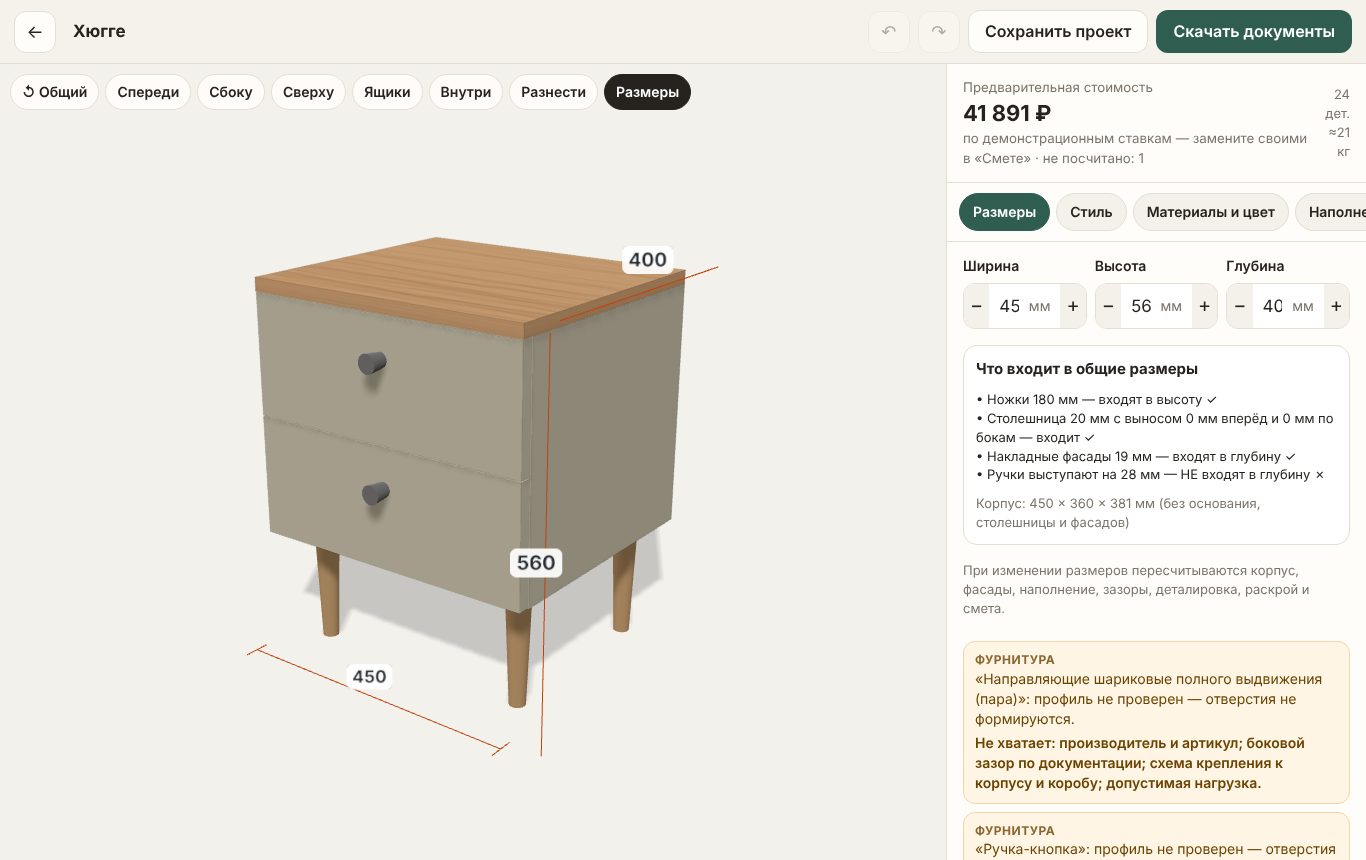 ← Хюгге ↶ ↷ Сохранить проект Скачать документы
↺ Общий Спереди Сбоку Сверху Ящики Внутри Разнести Размеры
400
560
450
Предварительная стоимость
41 891 ₽
по демонстрационным ставкам — замените своими
в «Смете» · не посчитано: 1
24
дет.
≈21
кг
Размеры Стиль Материалы и цвет Наполне
Ширина Высота Глубина
− 45 мм + − 56 мм + − 40 мм +
Что входит в общие размеры
• Ножки 180 мм — входят в высоту ✓
• Столешница 20 мм с выносом 0 мм вперёд и 0 мм по
бокам — входит ✓
• Накладные фасады 19 мм — входят в глубину ✓
• Ручки выступают на 28 мм — НЕ входят в глубину ×
Корпус: 450 × 360 × 381 мм (без основания,
столешницы и фасадов)
При изменении размеров пересчитываются корпус,
фасады, наполнение, зазоры, деталировка, раскрой и
смета.
ФУРНИТУРА
«Направляющие шариковые полного выдвижения
(пара)»: профиль не проверен — отверстия не
формируются.
Не хватает: производитель и артикул; боковой
зазор по документации; схема крепления к
корпусу и коробу; допустимая нагрузка.
ФУРНИТУРА
«Ручка-кнопка»: профиль не проверен — отверстия